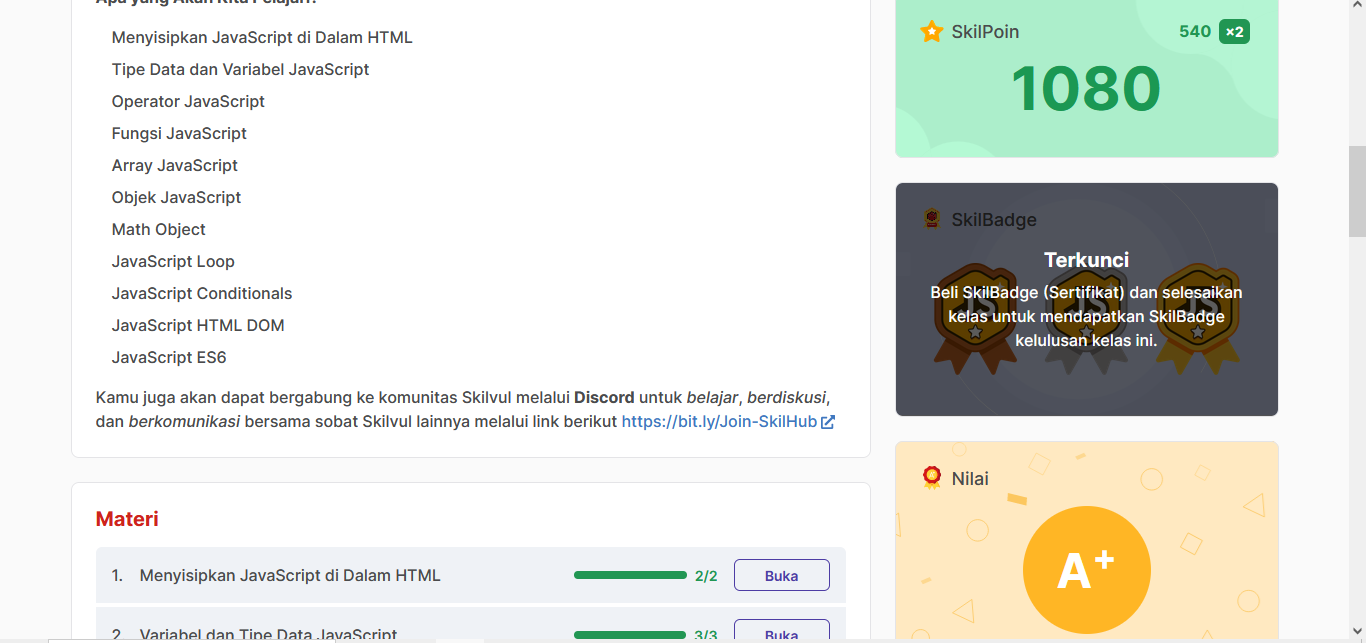 Apa yang Akan Kita Pelajari?
Menyisipkan JavaScript di Dalam HTML
Tipe Data dan Variabel JavaScript
Operator JavaScript
Fungsi JavaScript
Array JavaScript
Objek JavaScript
Math Object
JavaScript Loop
JavaScript Conditionals
JavaScript HTML DOM
JavaScript ES6
Kamu juga akan dapat bergabung ke komunitas Skilvul melalui Discord untuk belajar, berdiskusi,
dan berkomunikasi bersama sobat Skilvul lainnya melalui link berikut https://bit.ly/Join-SkilHub
Materi
1. Menyisipkan JavaScript di Dalam HTML 2/2 Buka
2. Variabel dan Tipe Data JavaScript 3/3 Buka
SkilPoin 540 ×2
1080
SkilBadge
Terkunci
Beli SkilBadge (Sertifikat) dan selesaikan
kelas untuk mendapatkan SkilBadge
kelulusan kelas ini.
JS JS JS
Nilai
A+